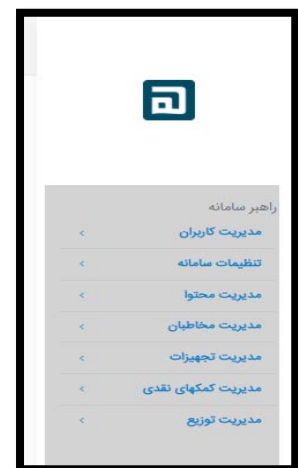 راهبر سامانه
مدیریت کاربران
تنظیمات سامانه
مدیریت محتوا
مدیریت مخاطبان
مدیریت تجهیزات
مدیریت کمکهای نقدی
مدیریت توزیع